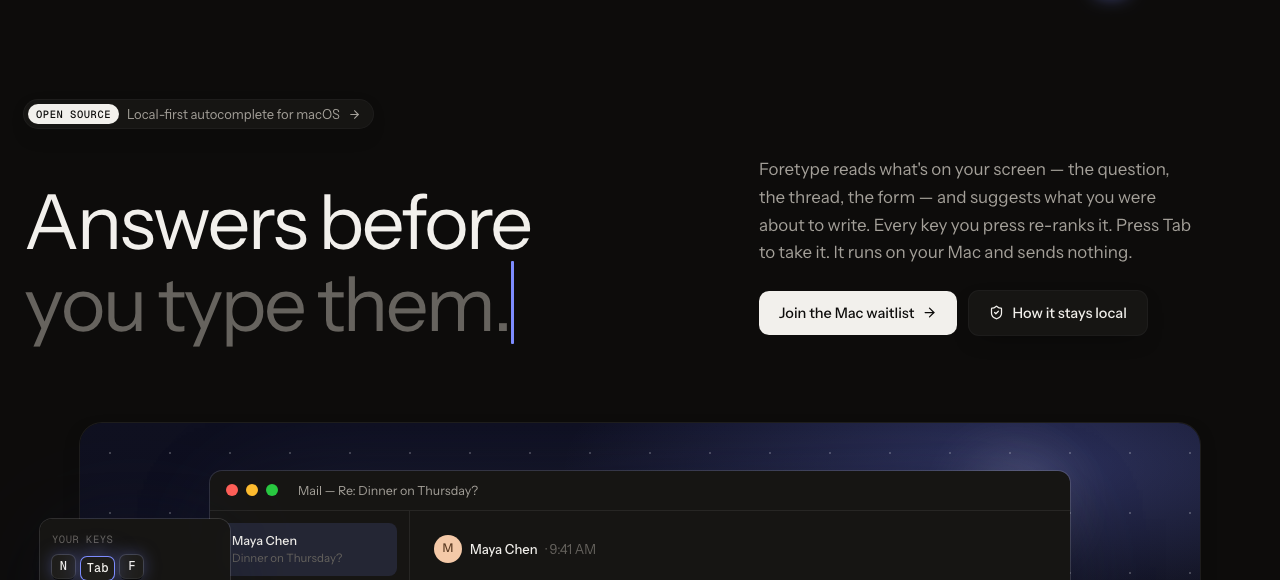 OPEN SOURCE Local-first autocomplete for macOS →
Answers before
you type them.
Foretype reads what's on your screen — the question,
the thread, the form — and suggests what you were
about to write. Every key you press re-ranks it. Press Tab
to take it. It runs on your Mac and sends nothing.
Join the Mac waitlist →
How it stays local
Mail — Re: Dinner on Thursday?
Maya Chen
Dinner on Thursday?
M Maya Chen · 9:41 AM
YOUR KEYS
N Tab F